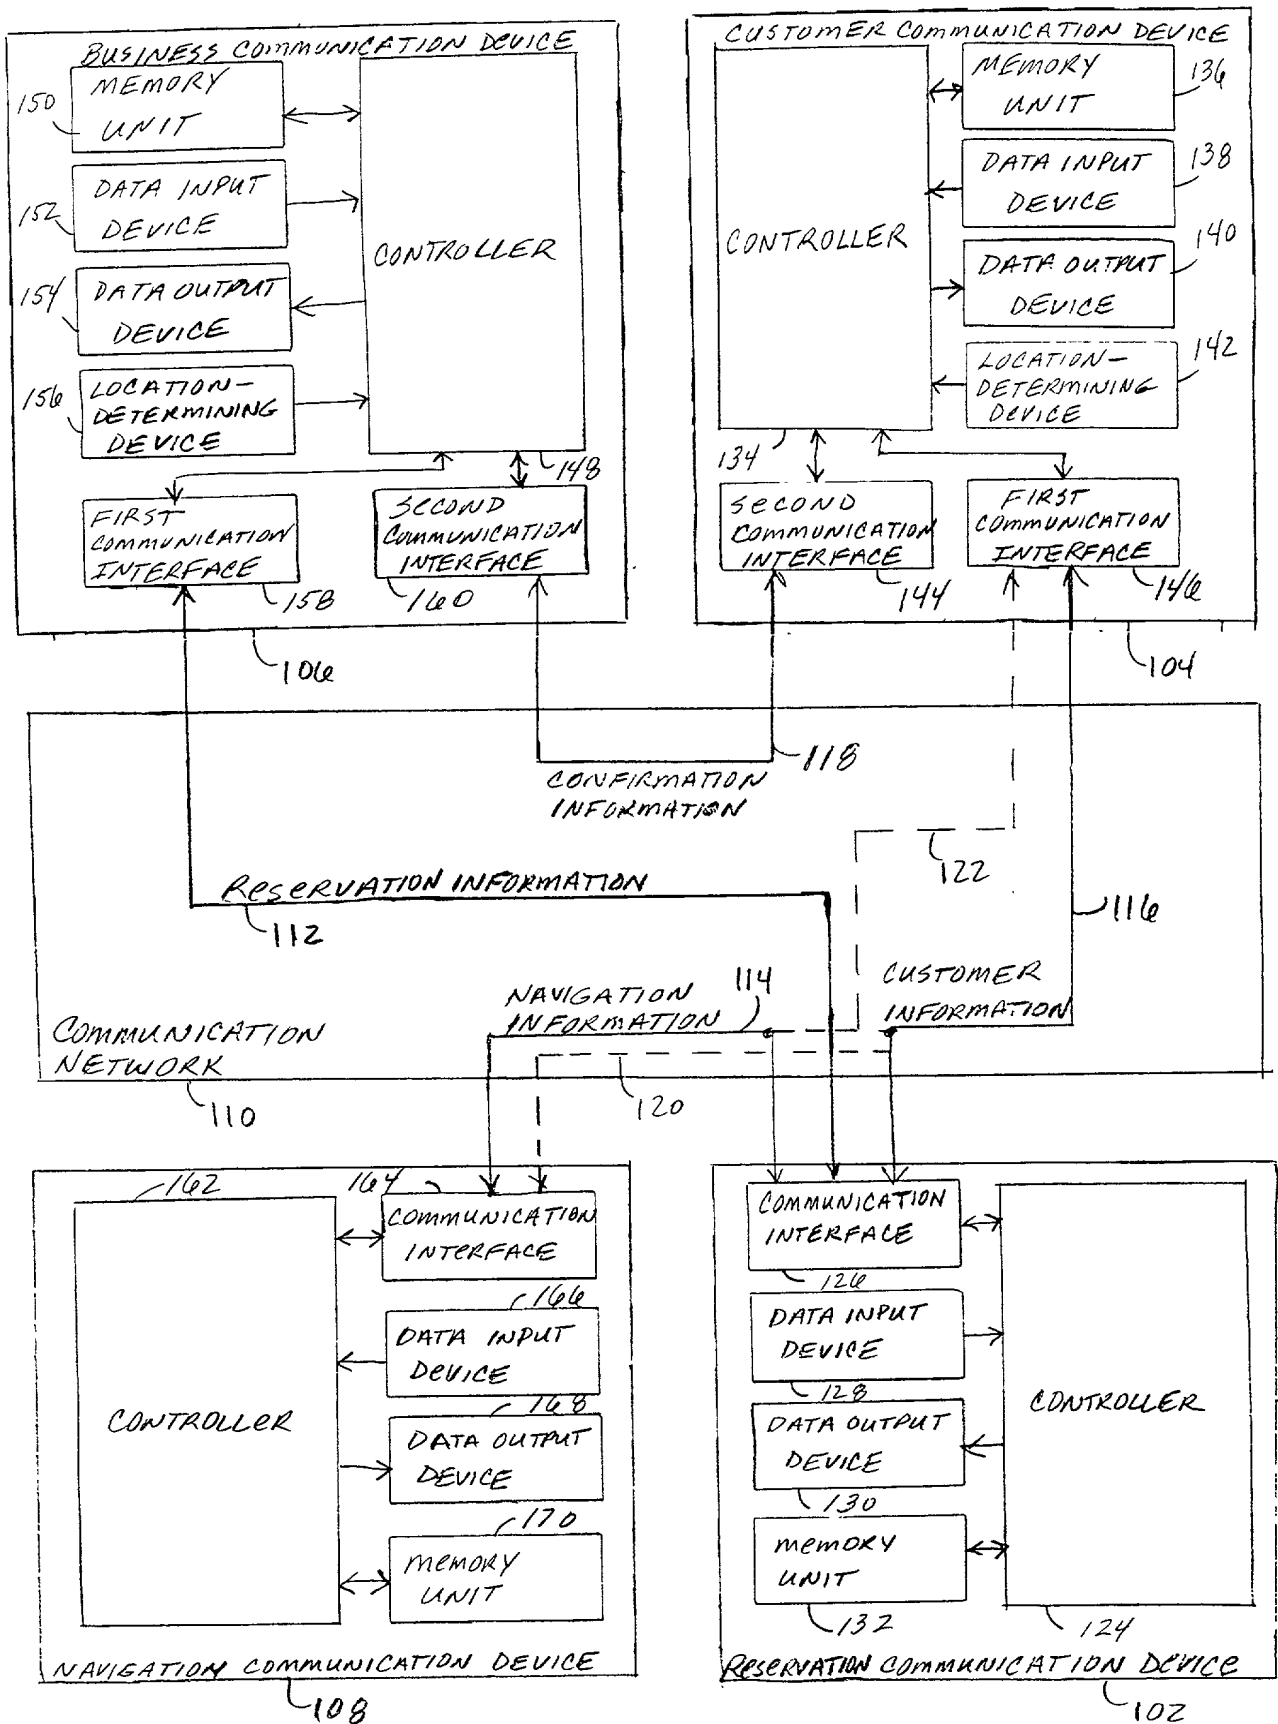 BUSINESS COMMUNICATION DEVICE
150
MEMORY
UNIT
152
DATA INPUT
DEVICE
154
DATA OUTPUT
DEVICE
156
LOCATION-
DETERMINING
DEVICE
CONTROLLER
148
FIRST
COMMUNICATION
INTERFACE
158
SECOND
COMMUNICATION
INTERFACE
160
106
CUSTOMER COMMUNICATION DEVICE
CONTROLLER
134
MEMORY
UNIT
136
DATA INPUT
DEVICE
138
DATA OUTPUT
DEVICE
140
LOCATION-
DETERMINING
DEVICE
142
SECOND
COMMUNICATION
INTERFACE
144
FIRST
COMMUNICATION
INTERFACE
146
104
118
CONFIRMATION
INFORMATION
122
RESERVATION INFORMATION
112
116
NAVIGATION
INFORMATION
114
CUSTOMER
INFORMATION
COMMUNICATION
NETWORK
110
120
162
CONTROLLER
164
COMMUNICATION
INTERFACE
166
DATA INPUT
DEVICE
168
DATA OUTPUT
DEVICE
170
MEMORY
UNIT
NAVIGATION COMMUNICATION DEVICE
108
COMMUNICATION
INTERFACE
126
DATA INPUT
DEVICE
128
DATA OUTPUT
DEVICE
130
MEMORY
UNIT
132
CONTROLLER
124
RESERVATION COMMUNICATION DEVICE
102